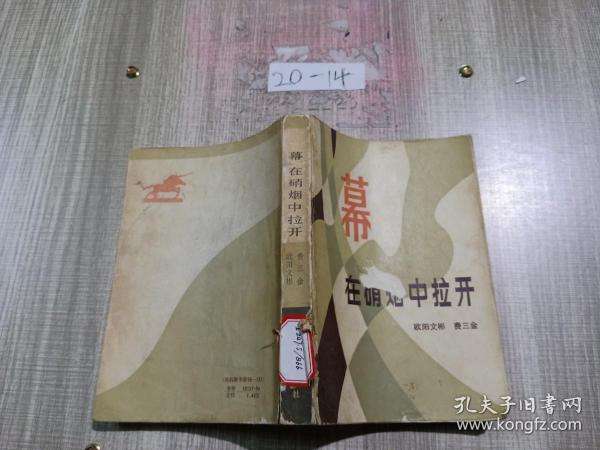 20-14
幕
在硝烟中拉开
欧阳文彬 费三金
幕 在硝烟中拉开
欧阳文彬 费三金
社
孔夫子旧书网
www.kongfz.com